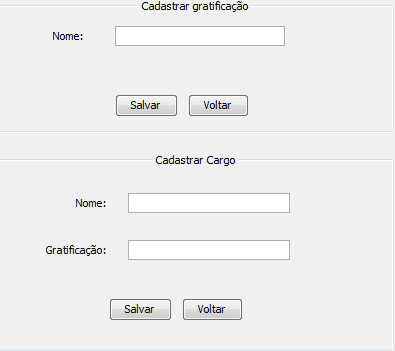 Cadastrar gratificação
Nome:
Salvar Voltar
Cadastrar Cargo
Nome:
Gratificação:
Salvar Voltar